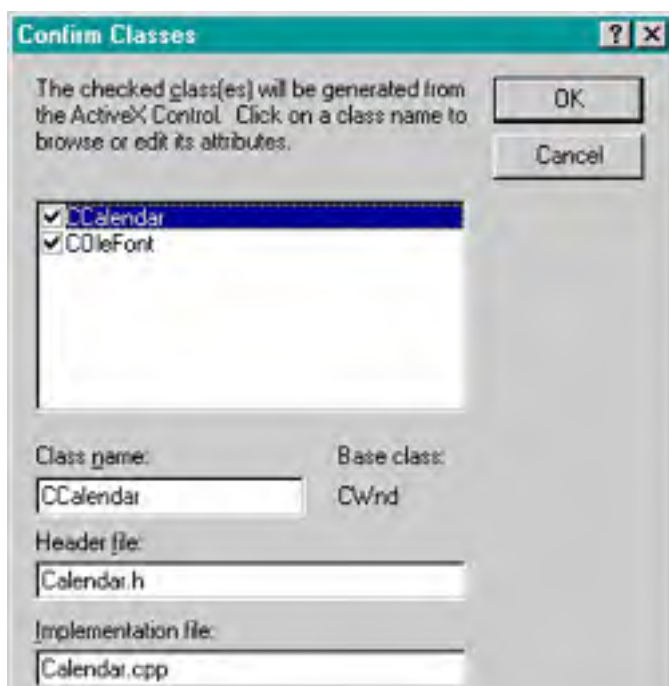 Confirm Classes
The checked class(es) will be generated from
the ActiveX Control. Click on a class name to
browse or edit its attributes.
OK
Cancel
CCalendar
COleFont
Class name:
Base class:
CCalendar
CWnd
Header file:
Calendar.h
Implementation file:
Calendar.cpp